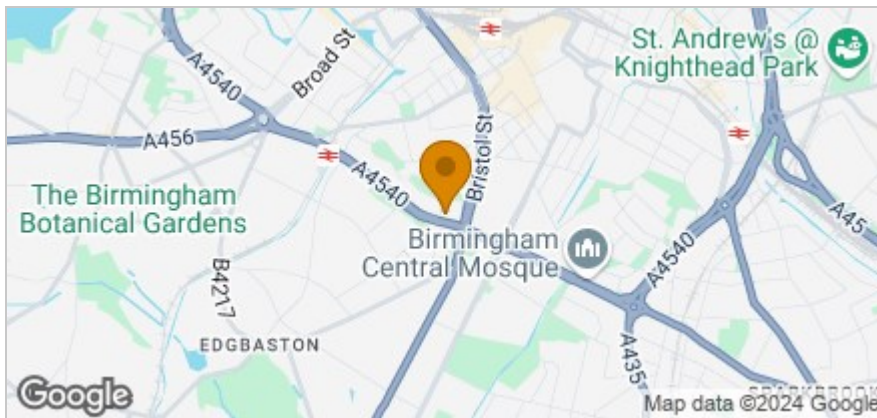 A4540
Broad St
St. Andrew's @
Knighthead Park
A456
A4540
Bristol St
The Birmingham
Botanical Gardens
A45
Birmingham
Central Mosque
A4540
B4217
EDGBASTON
A435
SPARKBROOK
Google
Map data ©2024 Google